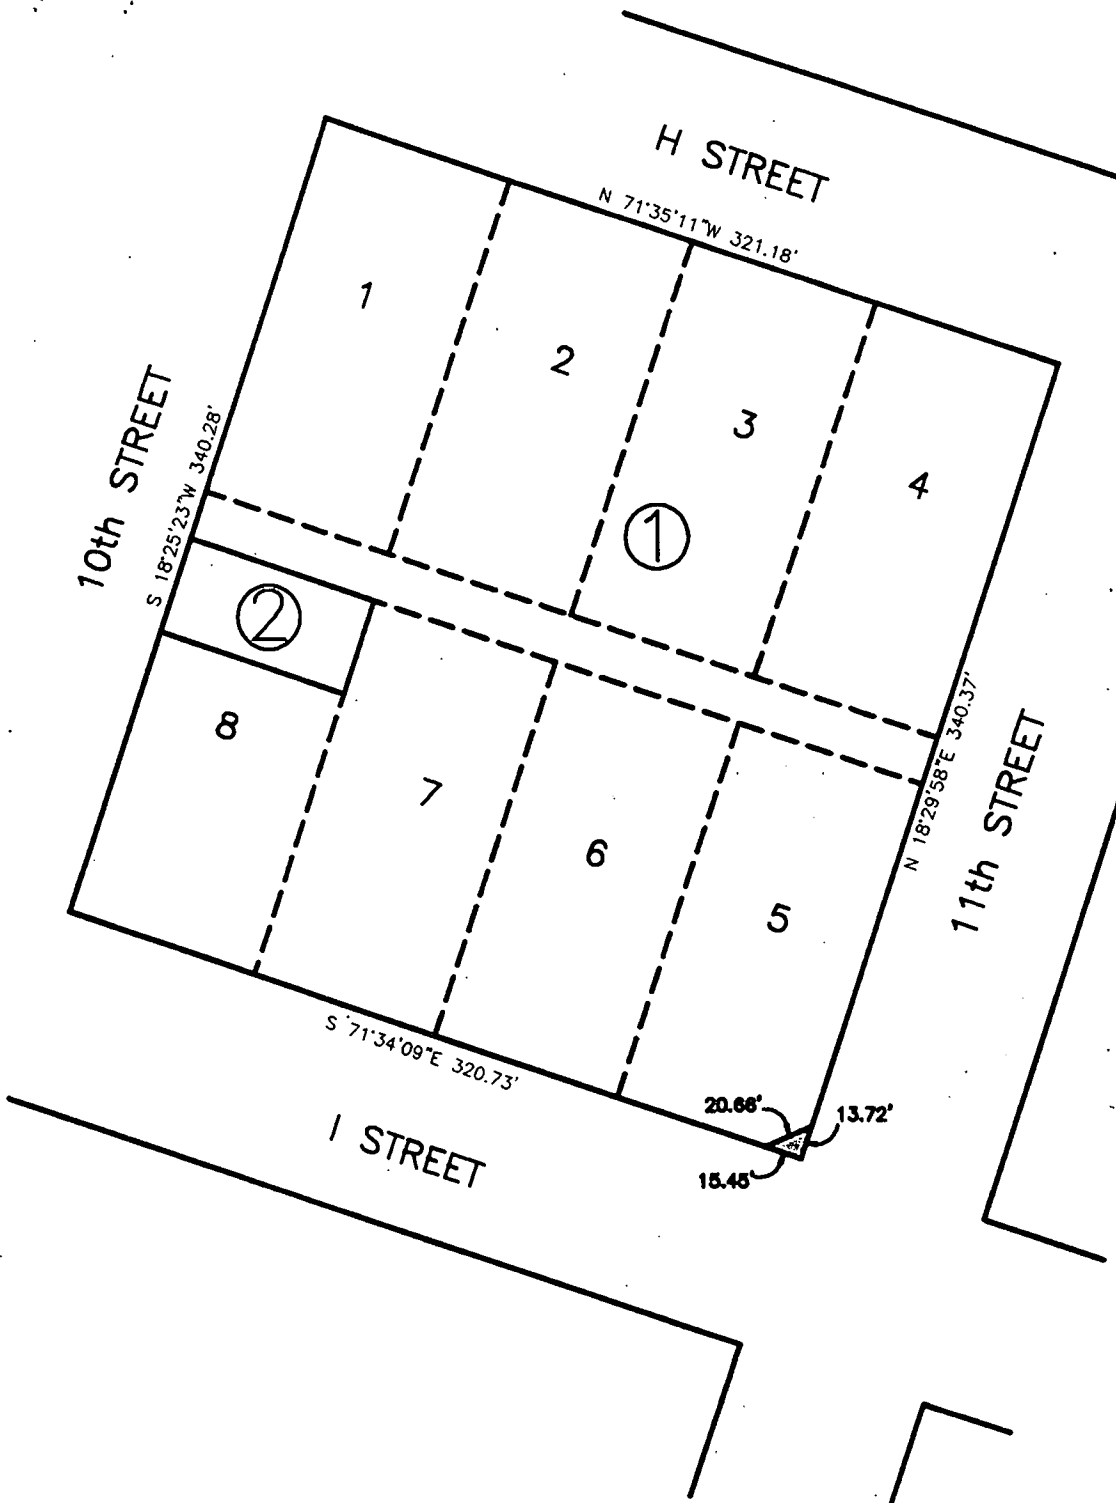 H STREET
N 71°35'11"W 321.18'
1
2
3
4
10th STREET
S 18°25'23"W 340.28'
1
2
8
7
6
5
N 18°29'58"E 340.37'
11th STREET
S 71°34'09"E 320.73'
20.66'
13.72'
15.45'
I STREET